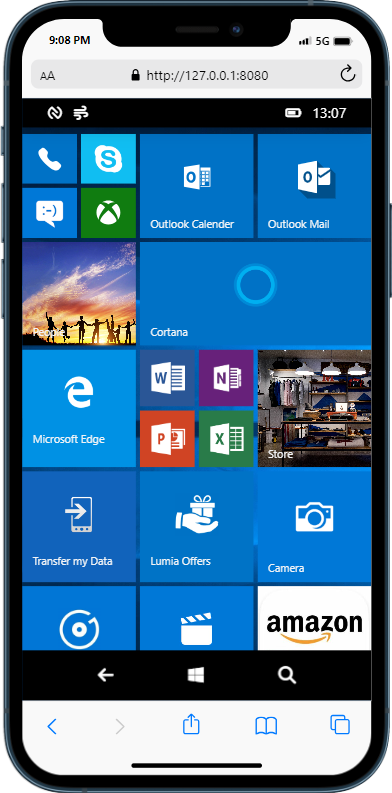 9:08 PM
5G
AA
http://127.0.0.1:8080
13:07
S
O
O
Outlook Calender
Outlook Mail
People
Cortana
W
N
Microsoft Edge
P
X
Store
Transfer my Data
Lumia Offers
Camera
amazon